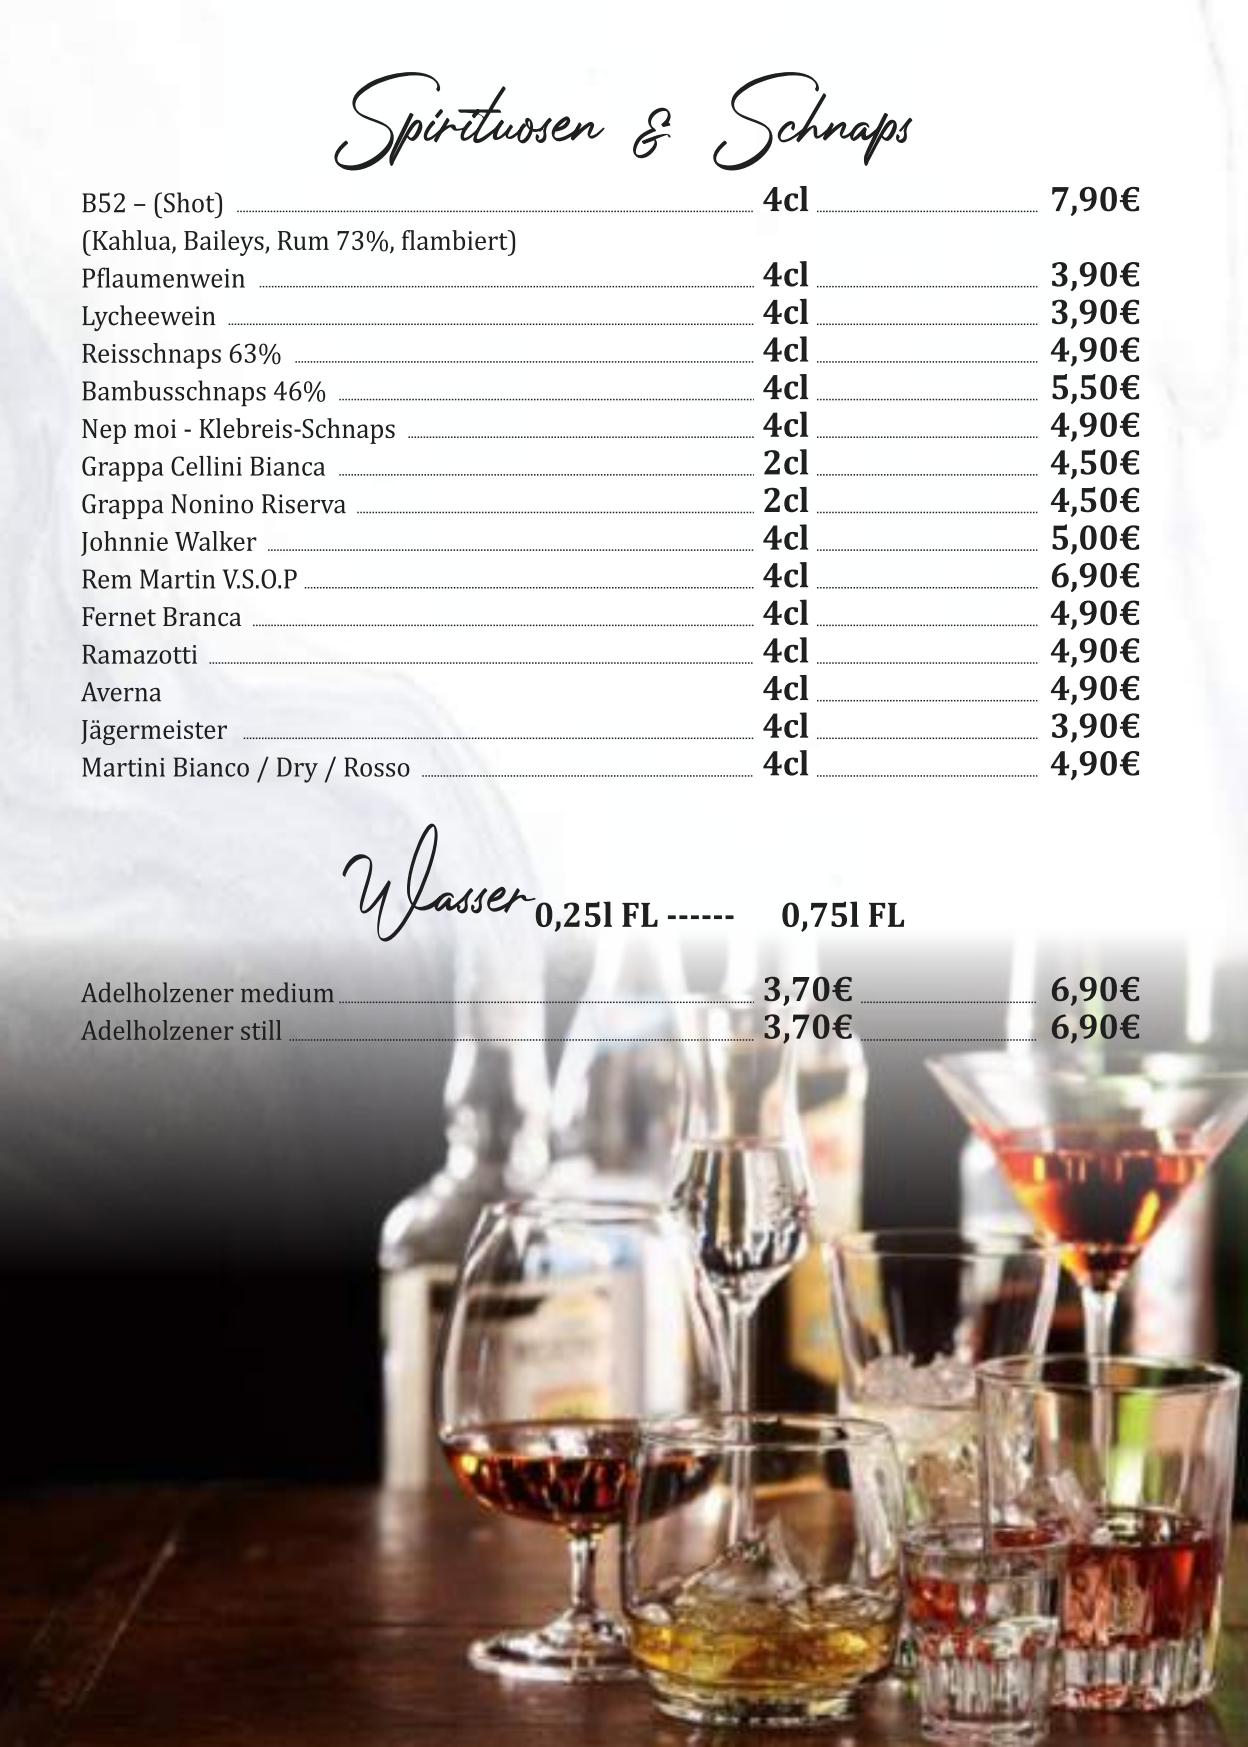 Spirituosen & Schnaps
B52 – (Shot) 4cl 7,90€
(Kahlua, Baileys, Rum 73%, flambiert)
Pflaumenwein 4cl 3,90€
Lycheewein 4cl 3,90€
Reisschnaps 63% 4cl 4,90€
Bambusschnaps 46% 4cl 5,50€
Nep moi - Klebreis-Schnaps 4cl 4,90€
Grappa Cellini Bianca 2cl 4,50€
Grappa Nonino Riserva 2cl 4,50€
Johnnie Walker 4cl 5,00€
Rem Martin V.S.O.P 4cl 6,90€
Fernet Branca 4cl 4,90€
Ramazotti 4cl 4,90€
Averna 4cl 4,90€
Jägermeister 4cl 3,90€
Martini Bianco / Dry / Rosso 4cl 4,90€
Wasser 0,25l FL ------ 0,75l FL
Adelholzener medium 3,70€ 6,90€
Adelholzener still 3,70€ 6,90€